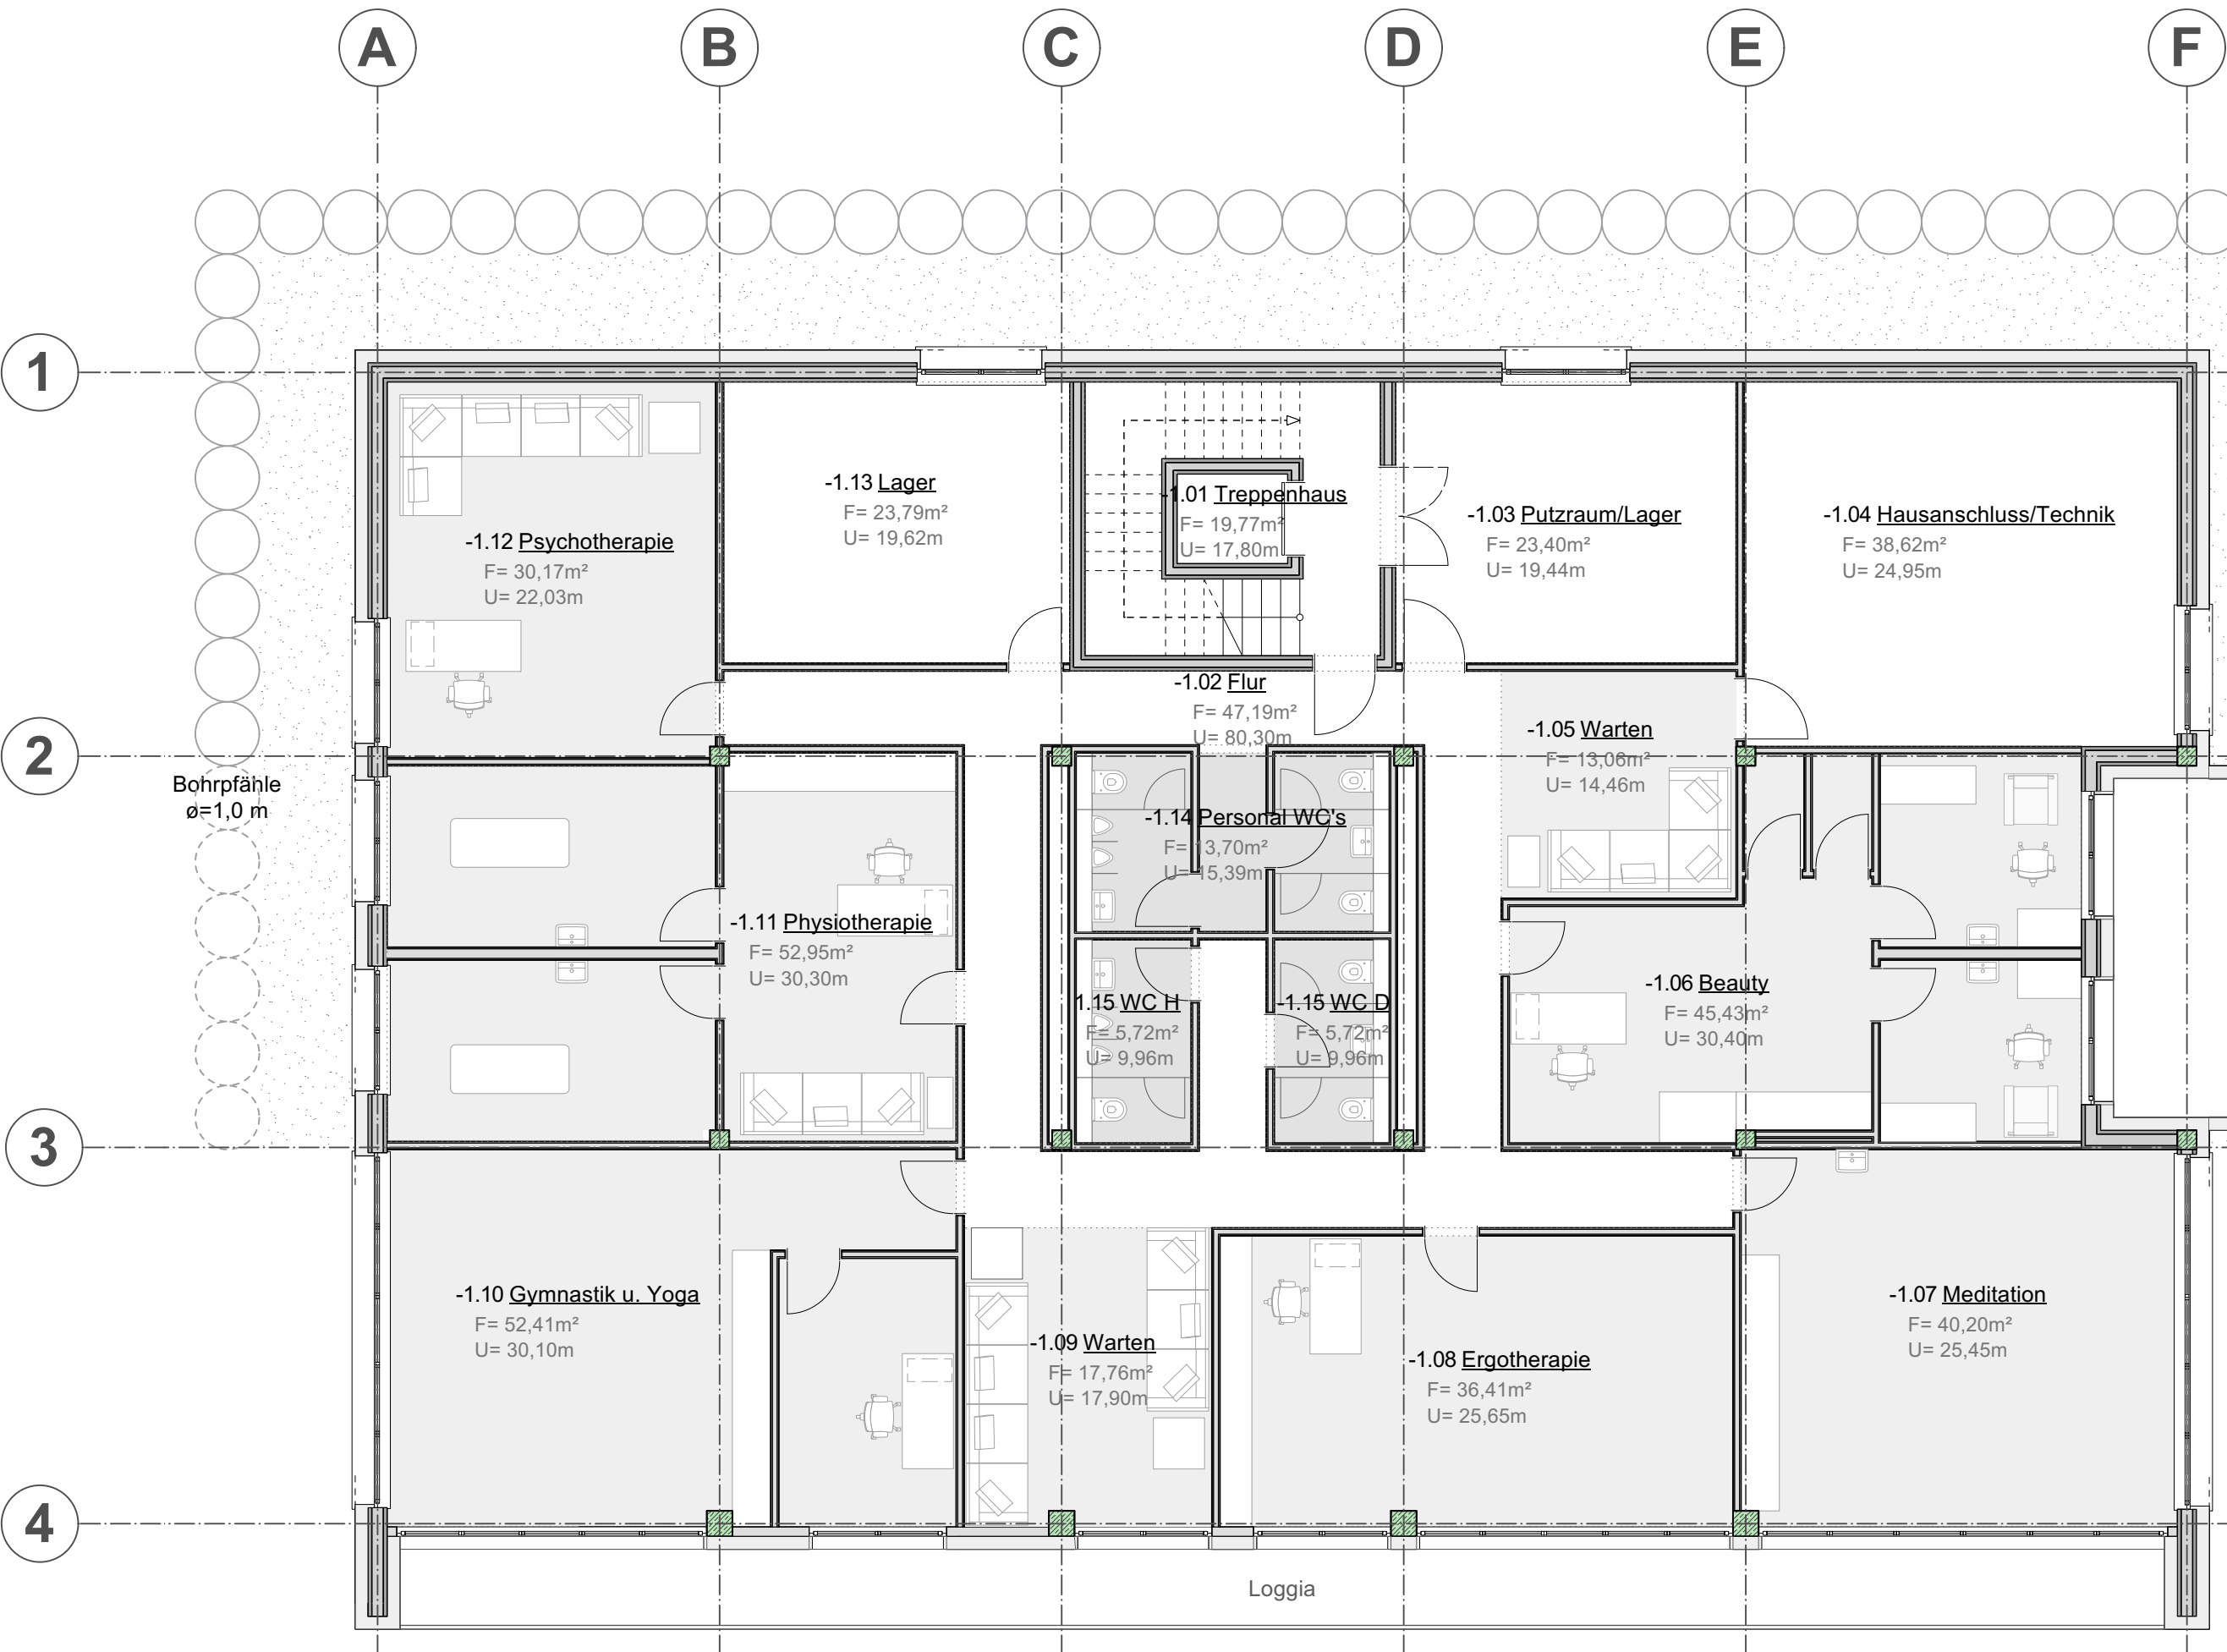 A B C D E F
1
-1.13 Lager
F= 23,79m²
U= 19,62m
-1.01 Treppenhaus
F= 19,77m²
U= 17,80m
-1.03 Putzraum/Lager
F= 23,40m²
U= 19,44m
-1.04 Hausanschluss/Technik
F= 38,62m²
U= 24,95m
-1.12 Psychotherapie
F= 30,17m²
U= 22,03m
-1.02 Flur
F= 47,19m²
U= 80,30m
-1.05 Warten
F= 13,06m²
U= 14,46m
2
Bohrpfähle
ø=1,0 m
-1.14 Personal WC's
F= 13,70m²
U= 15,39m
-1.11 Physiotherapie
F= 52,95m²
U= 30,30m
1.15 WC H
F= 5,72m²
U= 9,96m
-1.15 WC D
F= 5,72m²
U= 9,96m
-1.06 Beauty
F= 45,43m²
U= 30,40m
3
-1.10 Gymnastik u. Yoga
F= 52,41m²
U= 30,10m
-1.09 Warten
F= 17,76m²
U= 17,90m
-1.08 Ergotherapie
F= 36,41m²
U= 25,65m
-1.07 Meditation
F= 40,20m²
U= 25,45m
4
Loggia